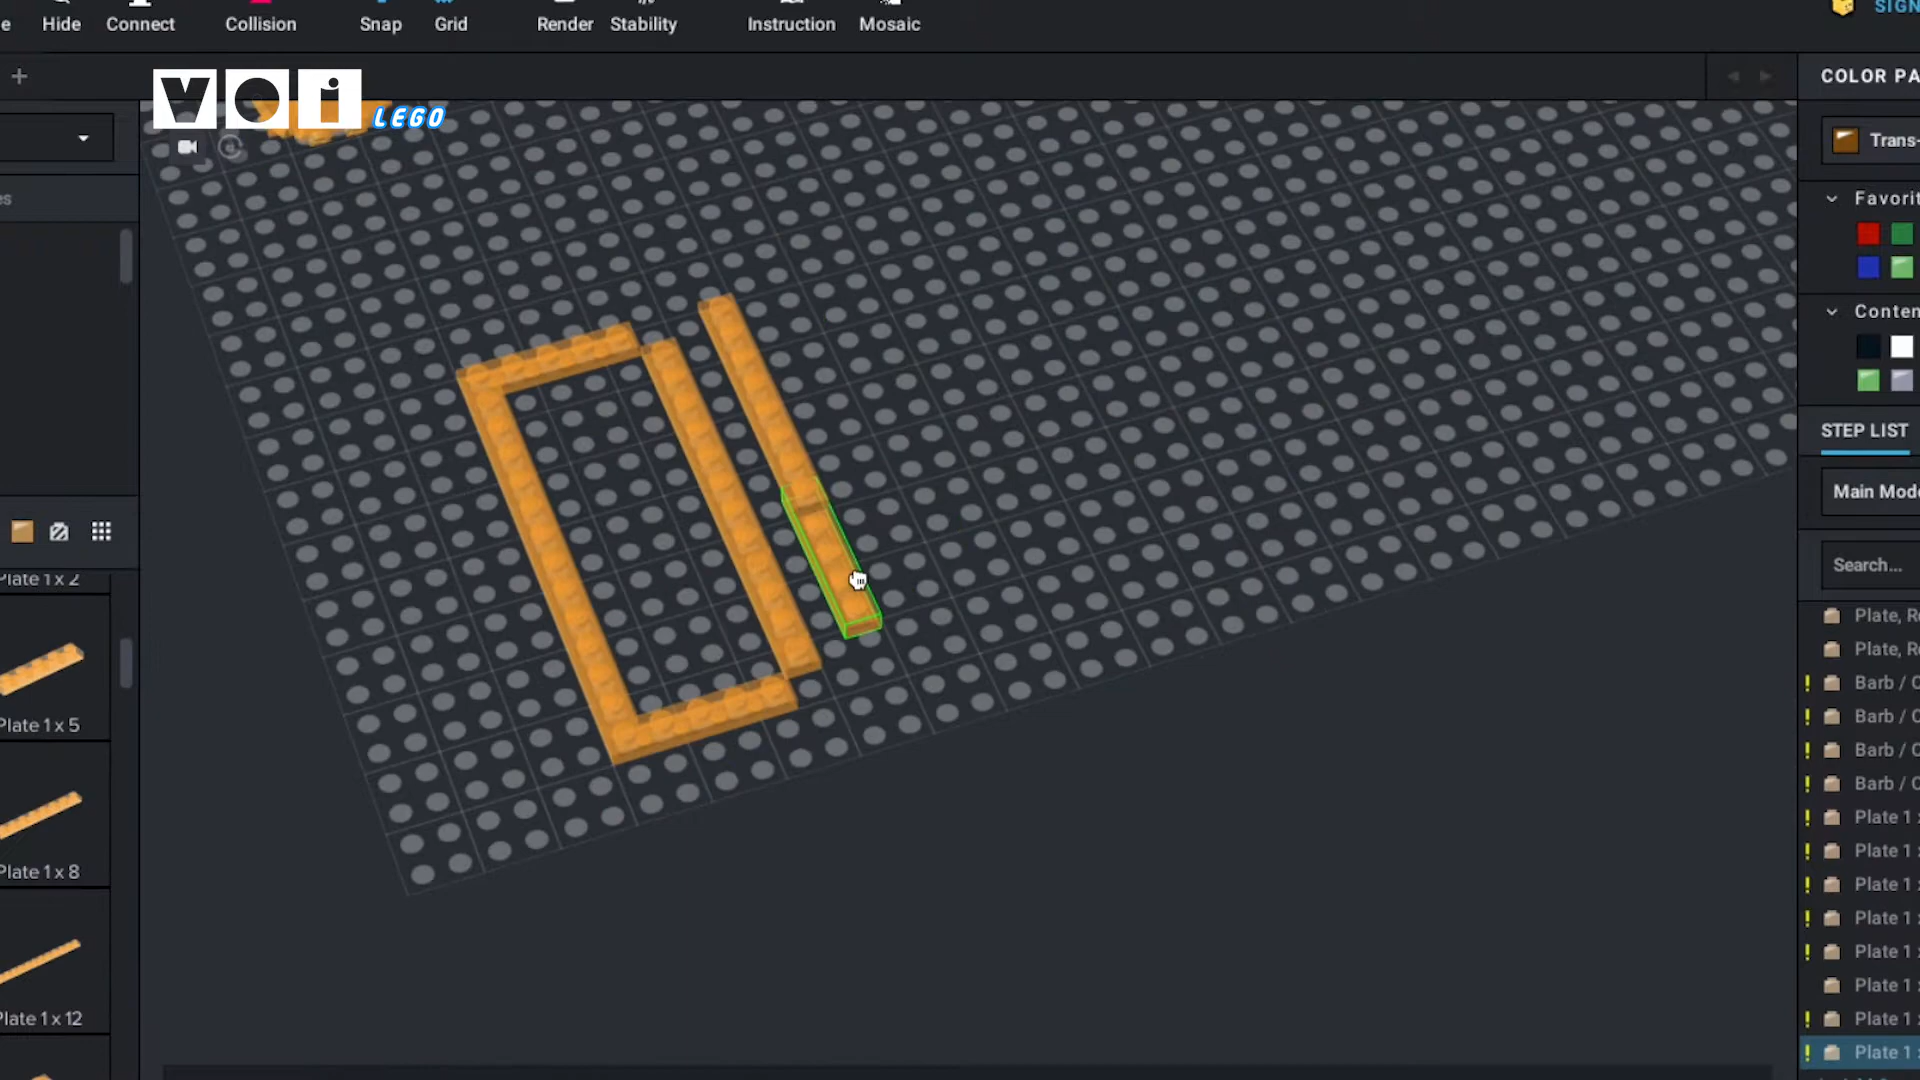 e Hide Connect Collision Snap Grid Render Stability Instruction Mosaic
SIGN
voi LEGO
COLOR PA
Trans-
es
Favorit
Conten
STEP LIST
Main Mode
Search...
Plate 1 x 2
Plate 1 x 5
Plate 1 x 8
Plate 1 x 12
Plate, R
Plate, R
! Barb / C
! Barb / C
! Barb / C
! Barb / C
! Plate 1
! Plate 1
! Plate 1
! Plate 1
! Plate 1
Plate 1
! Plate 1
! Plate 1